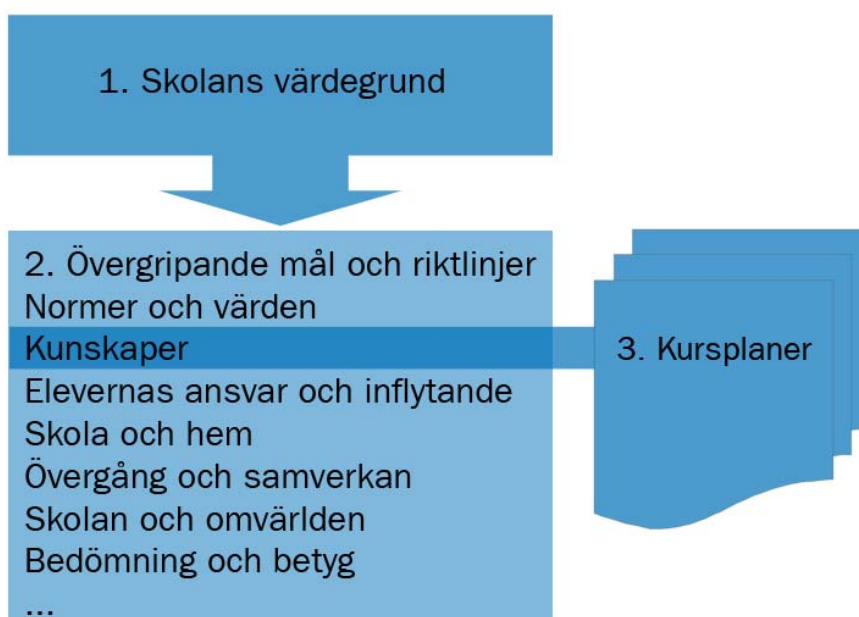 1. Skolans värdegrund
2. Övergripande mål och riktlinjer
Normer och värden
Kunskaper
Elevernas ansvar och inflytande
Skola och hem
Övergång och samverkan
Skolan och omvärlden
Bedömning och betyg
...
3. Kursplaner